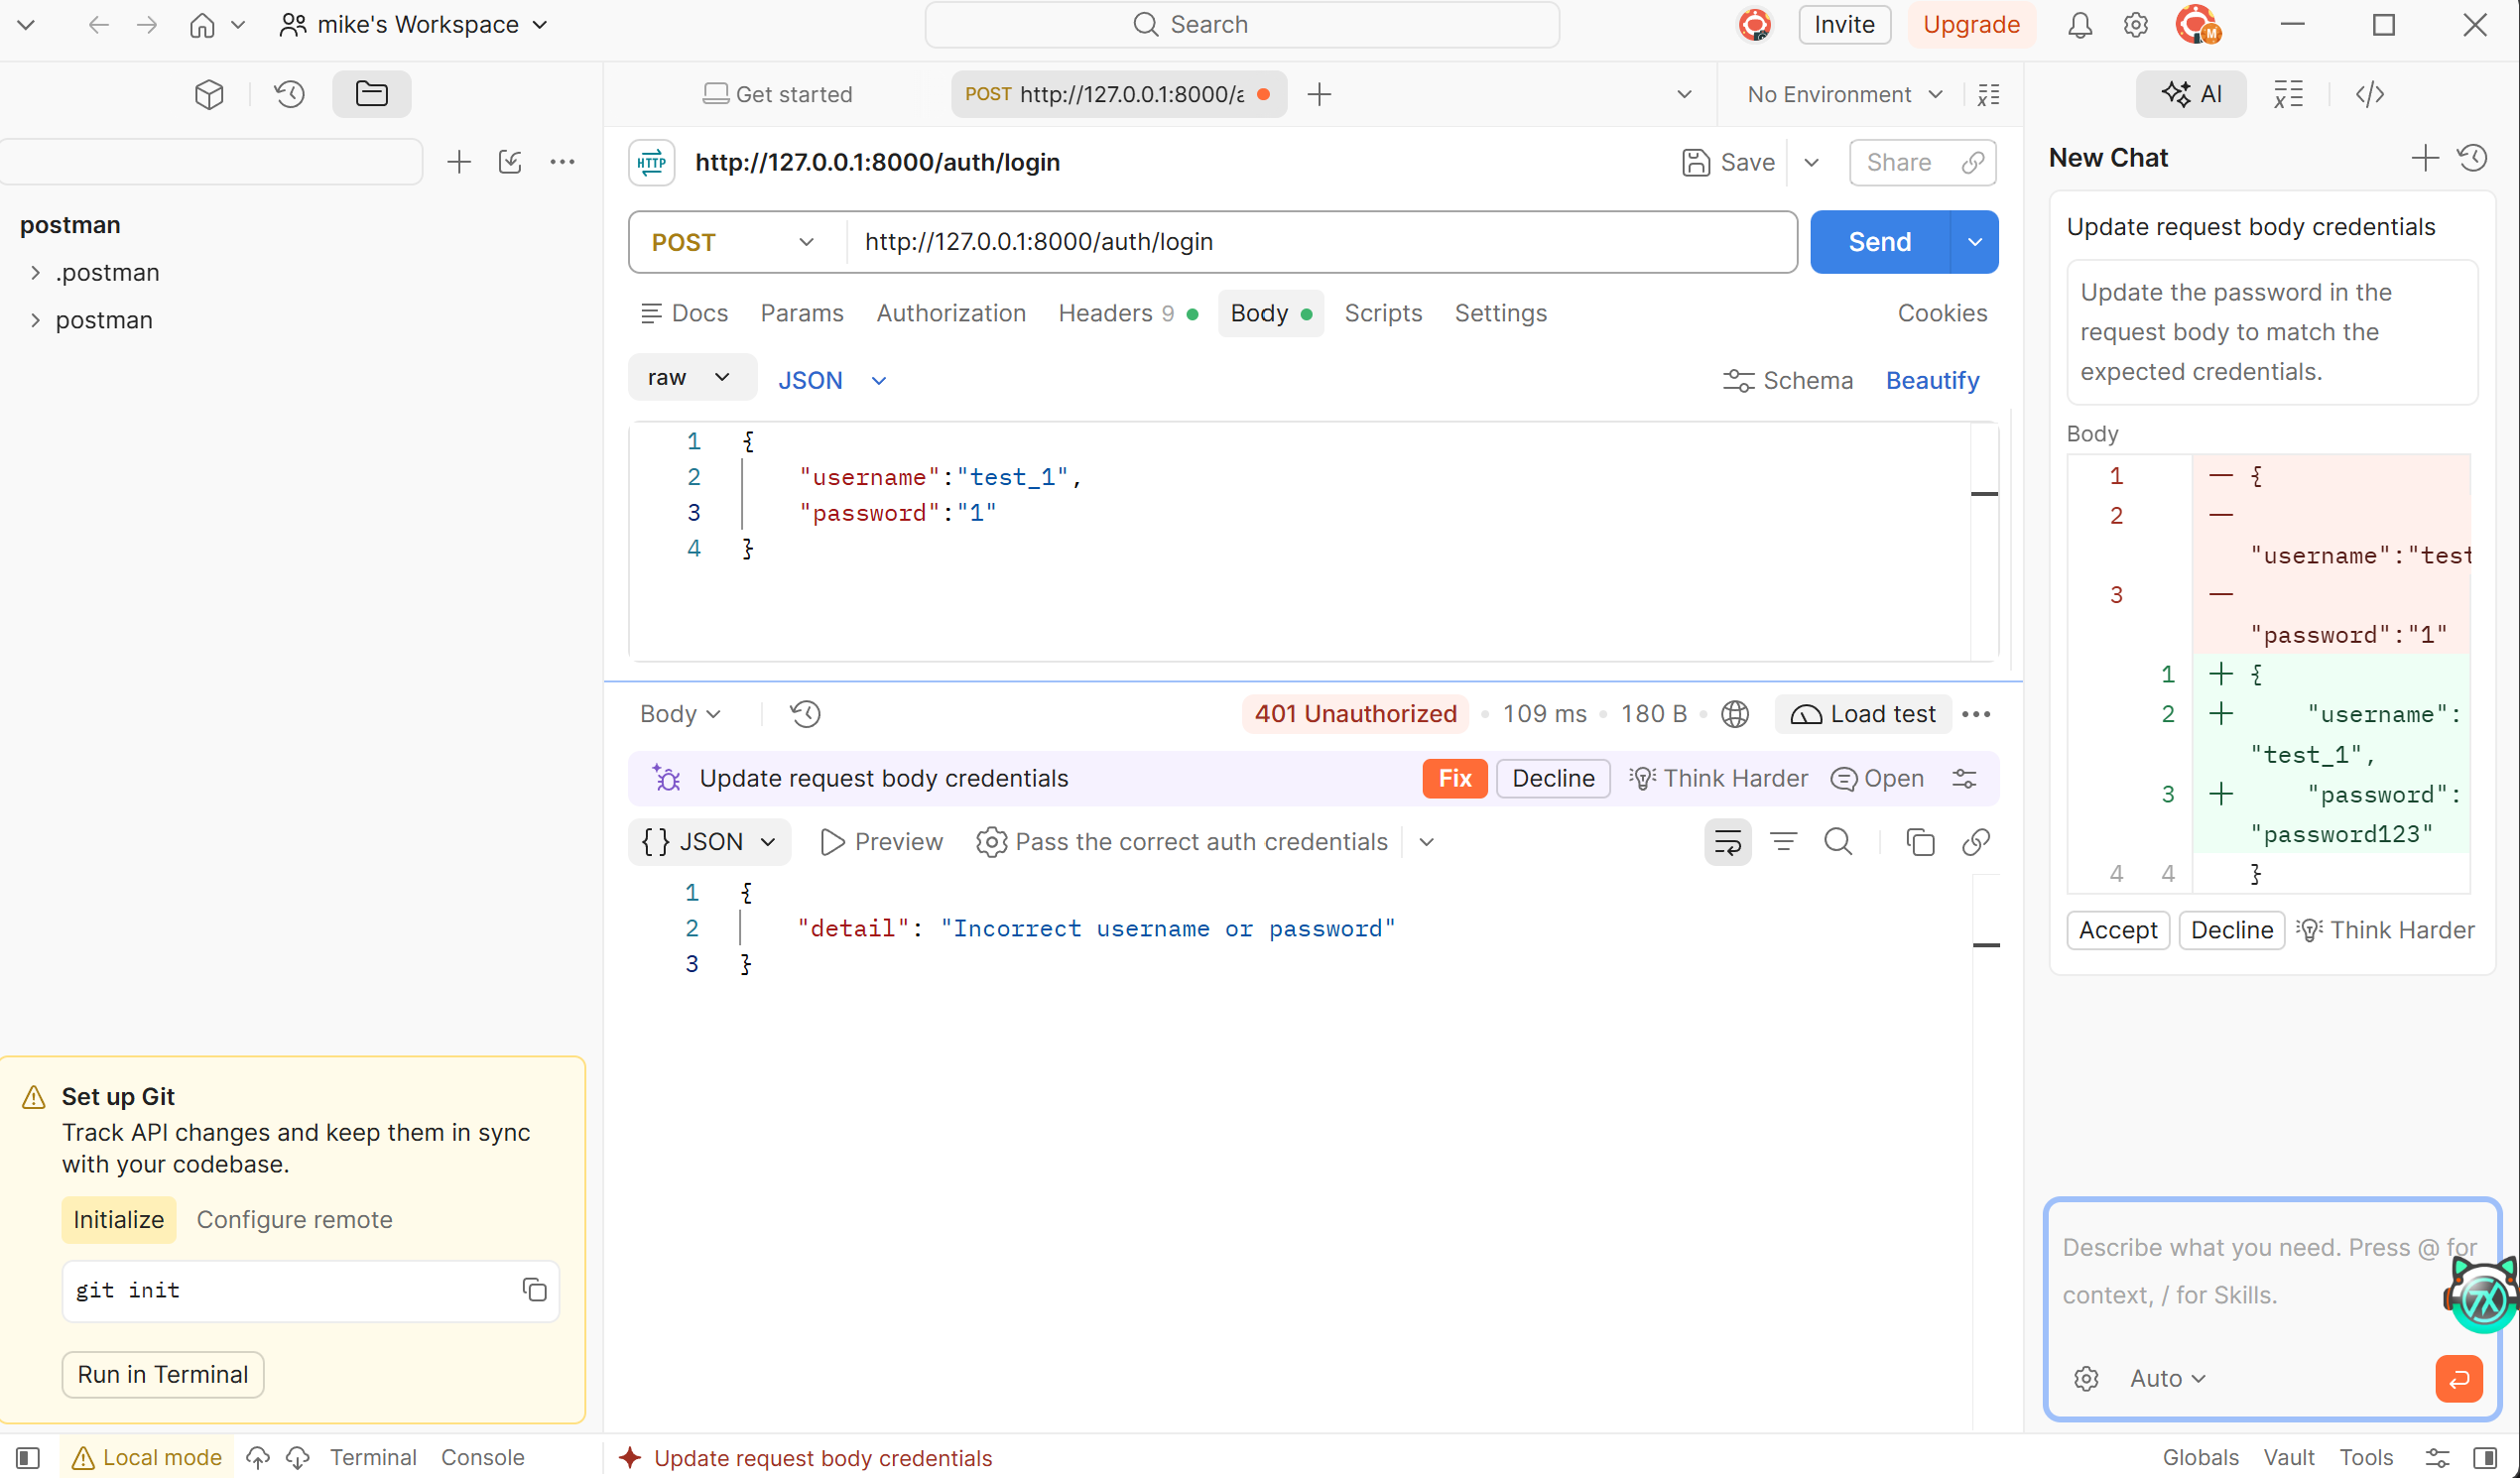 mike's Workspace
Search
Invite
Upgrade
M
Get started
POST http://127.0.0.1:8000/a
No Environment
AI
HTTP
http://127.0.0.1:8000/auth/login
Save
Share
New Chat
postman
.postman
postman
POST
http://127.0.0.1:8000/auth/login
Send
Docs
Params
Authorization
Headers 9
Body
Scripts
Settings
Cookies
raw
JSON
Schema
Beautify
1 {
2 "username":"test_1",
3 "password":"1"
4 }
Body
401 Unauthorized
109 ms
180 B
Load test
Update request body credentials
Fix
Decline
Think Harder
Open
{} JSON
Preview
Pass the correct auth credentials
1 {
2 "detail": "Incorrect username or password"
3 }
Update request body credentials
Update the password in the
request body to match the
expected credentials.
Body
1 — {
2 —
"username":"test
3 —
"password":"1"
1 + {
2 + "username":
"test_1",
3 + "password":
"password123"
4 4 }
Accept
Decline
Think Harder
Set up Git
Track API changes and keep them in sync
with your codebase.
Initialize
Configure remote
git init
Run in Terminal
Describe what you need. Press @ for
context, / for Skills.
Auto
Local mode
Terminal
Console
Update request body credentials
Globals
Vault
Tools